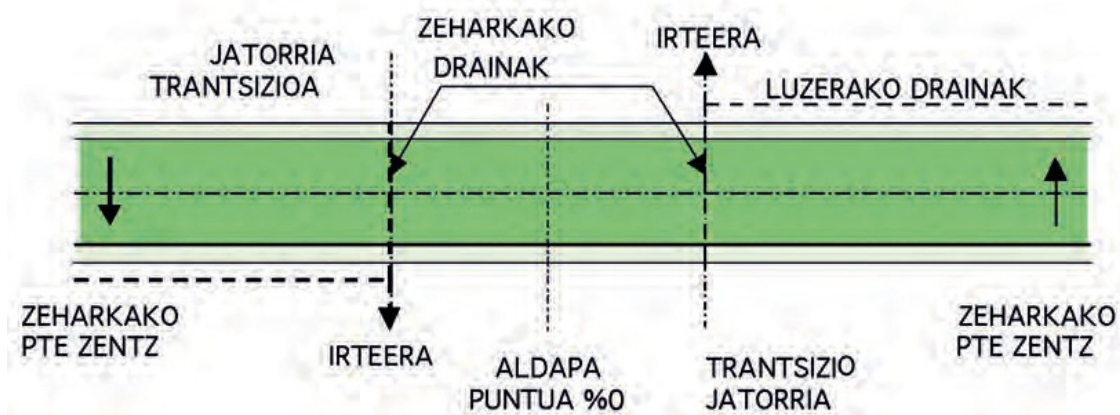 JATORRIA
TRANTSIZIOA
ZEHARKAKO
DRAINAK
IRTEERA
LUZERAKO DRAINAK
ZEHARKAKO
PTE ZENTZ
IRTEERA
ALDAPA
PUNTUA %0
TRANTSIZIO
JATORRIA
ZEHARKAKO
PTE ZENTZ